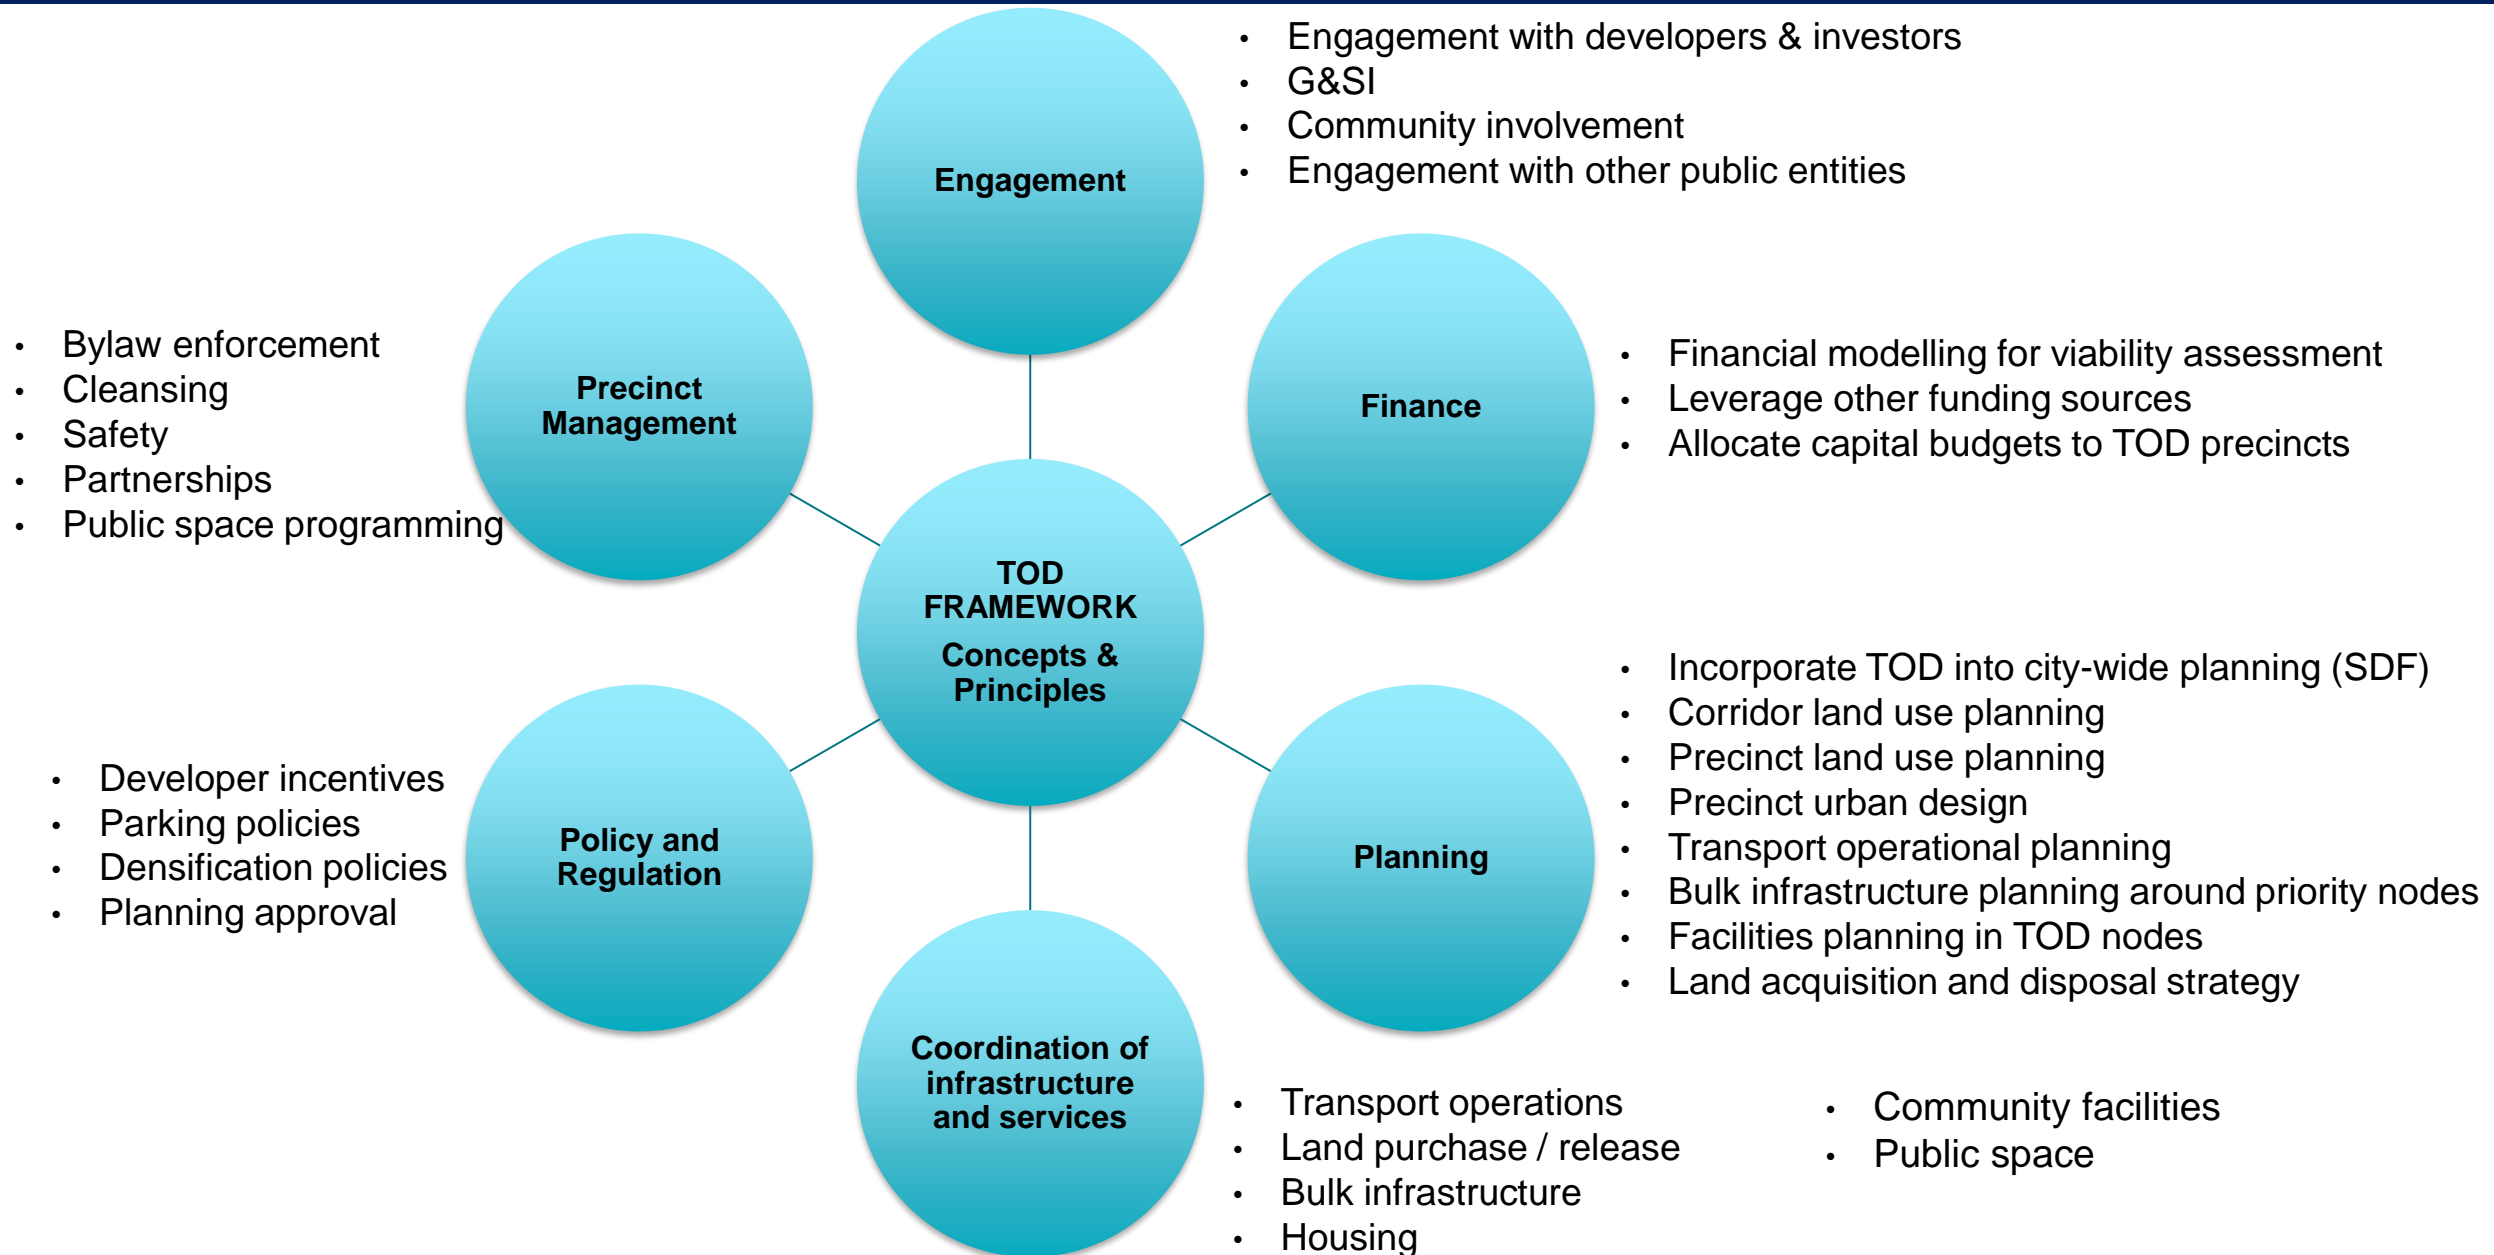 Engagement
• Engagement with developers & investors
• G&SI
• Community involvement
• Engagement with other public entities
Precinct
Management
• Bylaw enforcement
• Cleansing
• Safety
• Partnerships
• Public space programming
Finance
• Financial modelling for viability assessment
• Leverage other funding sources
• Allocate capital budgets to TOD precincts
TOD
FRAMEWORK
Concepts &
Principles
Policy and
Regulation
• Developer incentives
• Parking policies
• Densification policies
• Planning approval
Planning
• Incorporate TOD into city-wide planning (SDF)
• Corridor land use planning
• Precinct land use planning
• Precinct urban design
• Transport operational planning
• Bulk infrastructure planning around priority nodes
• Facilities planning in TOD nodes
• Land acquisition and disposal strategy
Coordination of
infrastructure
and services
• Transport operations
• Land purchase / release
• Bulk infrastructure
• Housing
• Community facilities
• Public space